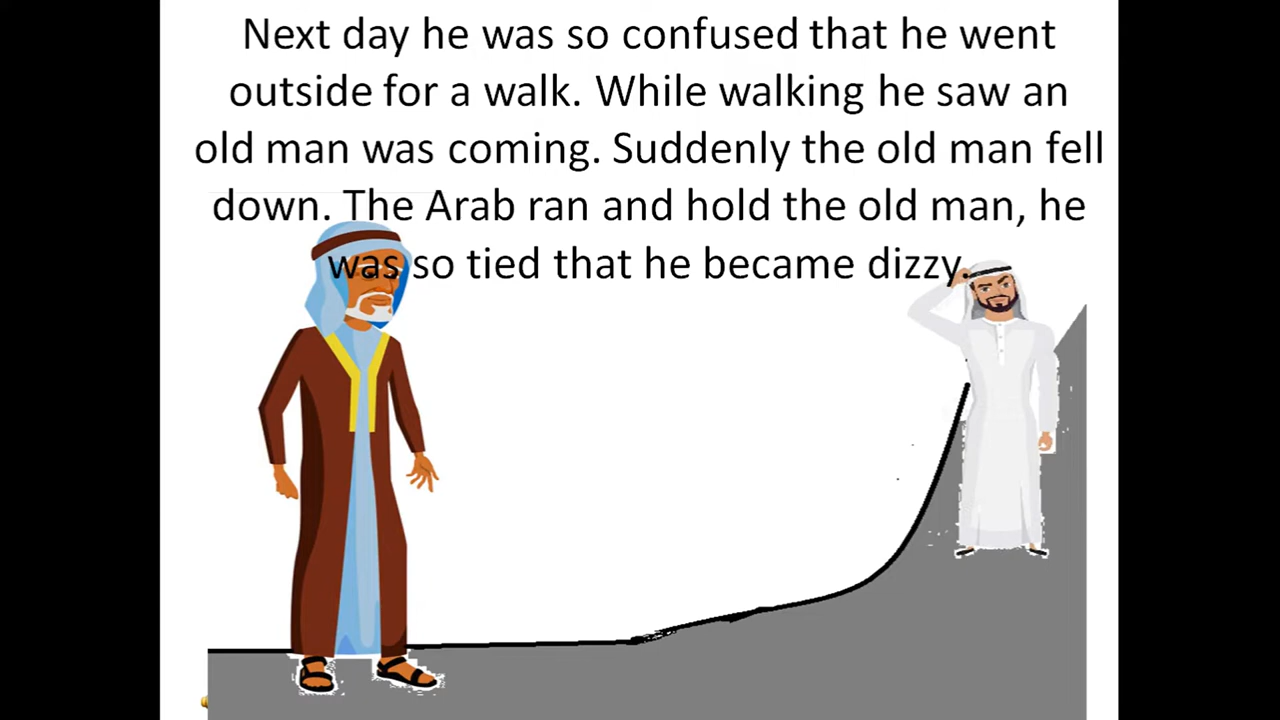 Next day he was so confused that he went
outside for a walk. While walking he saw an
old man was coming. Suddenly the old man fell
down. The Arab ran and hold the old man, he
was so tied that he became dizzy.